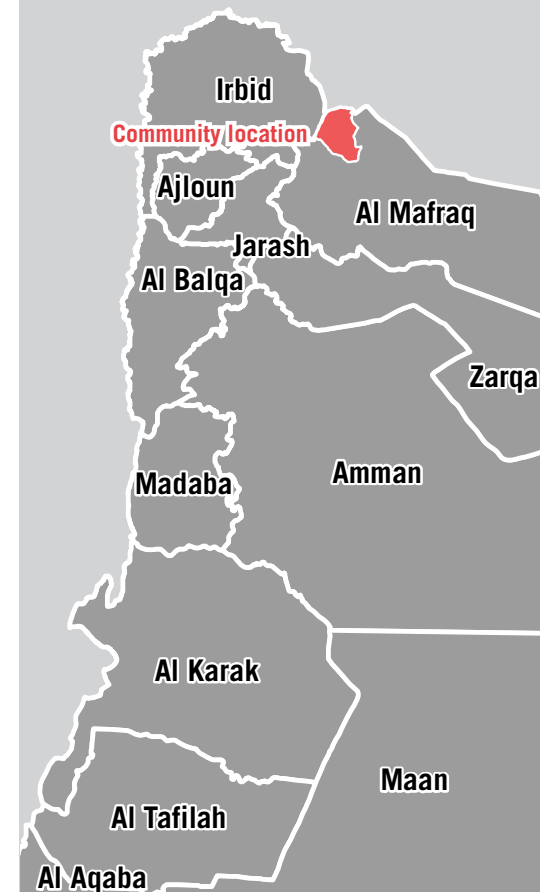 Irbid
Community location
Ajloun
Al Mafraq
Jarash
Al Balqa
Zarqa
Amman
Madaba
Al Karak
Maan
Al Tafilah
Al Aqaba